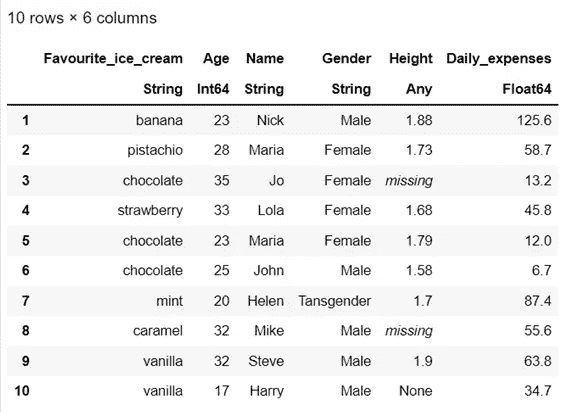 10 rows × 6 columns
Favourite_ice_cream Age Name Gender Height Daily_expenses
String Int64 String String Any Float64
1 banana 23 Nick Male 1.88 125.6
2 pistachio 28 Maria Female 1.73 58.7
3 chocolate 35 Jo Female missing 13.2
4 strawberry 33 Lola Female 1.68 45.8
5 chocolate 23 Maria Female 1.79 12.0
6 chocolate 25 John Male 1.58 6.7
7 mint 20 Helen Tansgender 1.7 87.4
8 caramel 32 Mike Male missing 55.6
9 vanilla 32 Steve Male 1.9 63.8
10 vanilla 17 Harry Male None 34.7